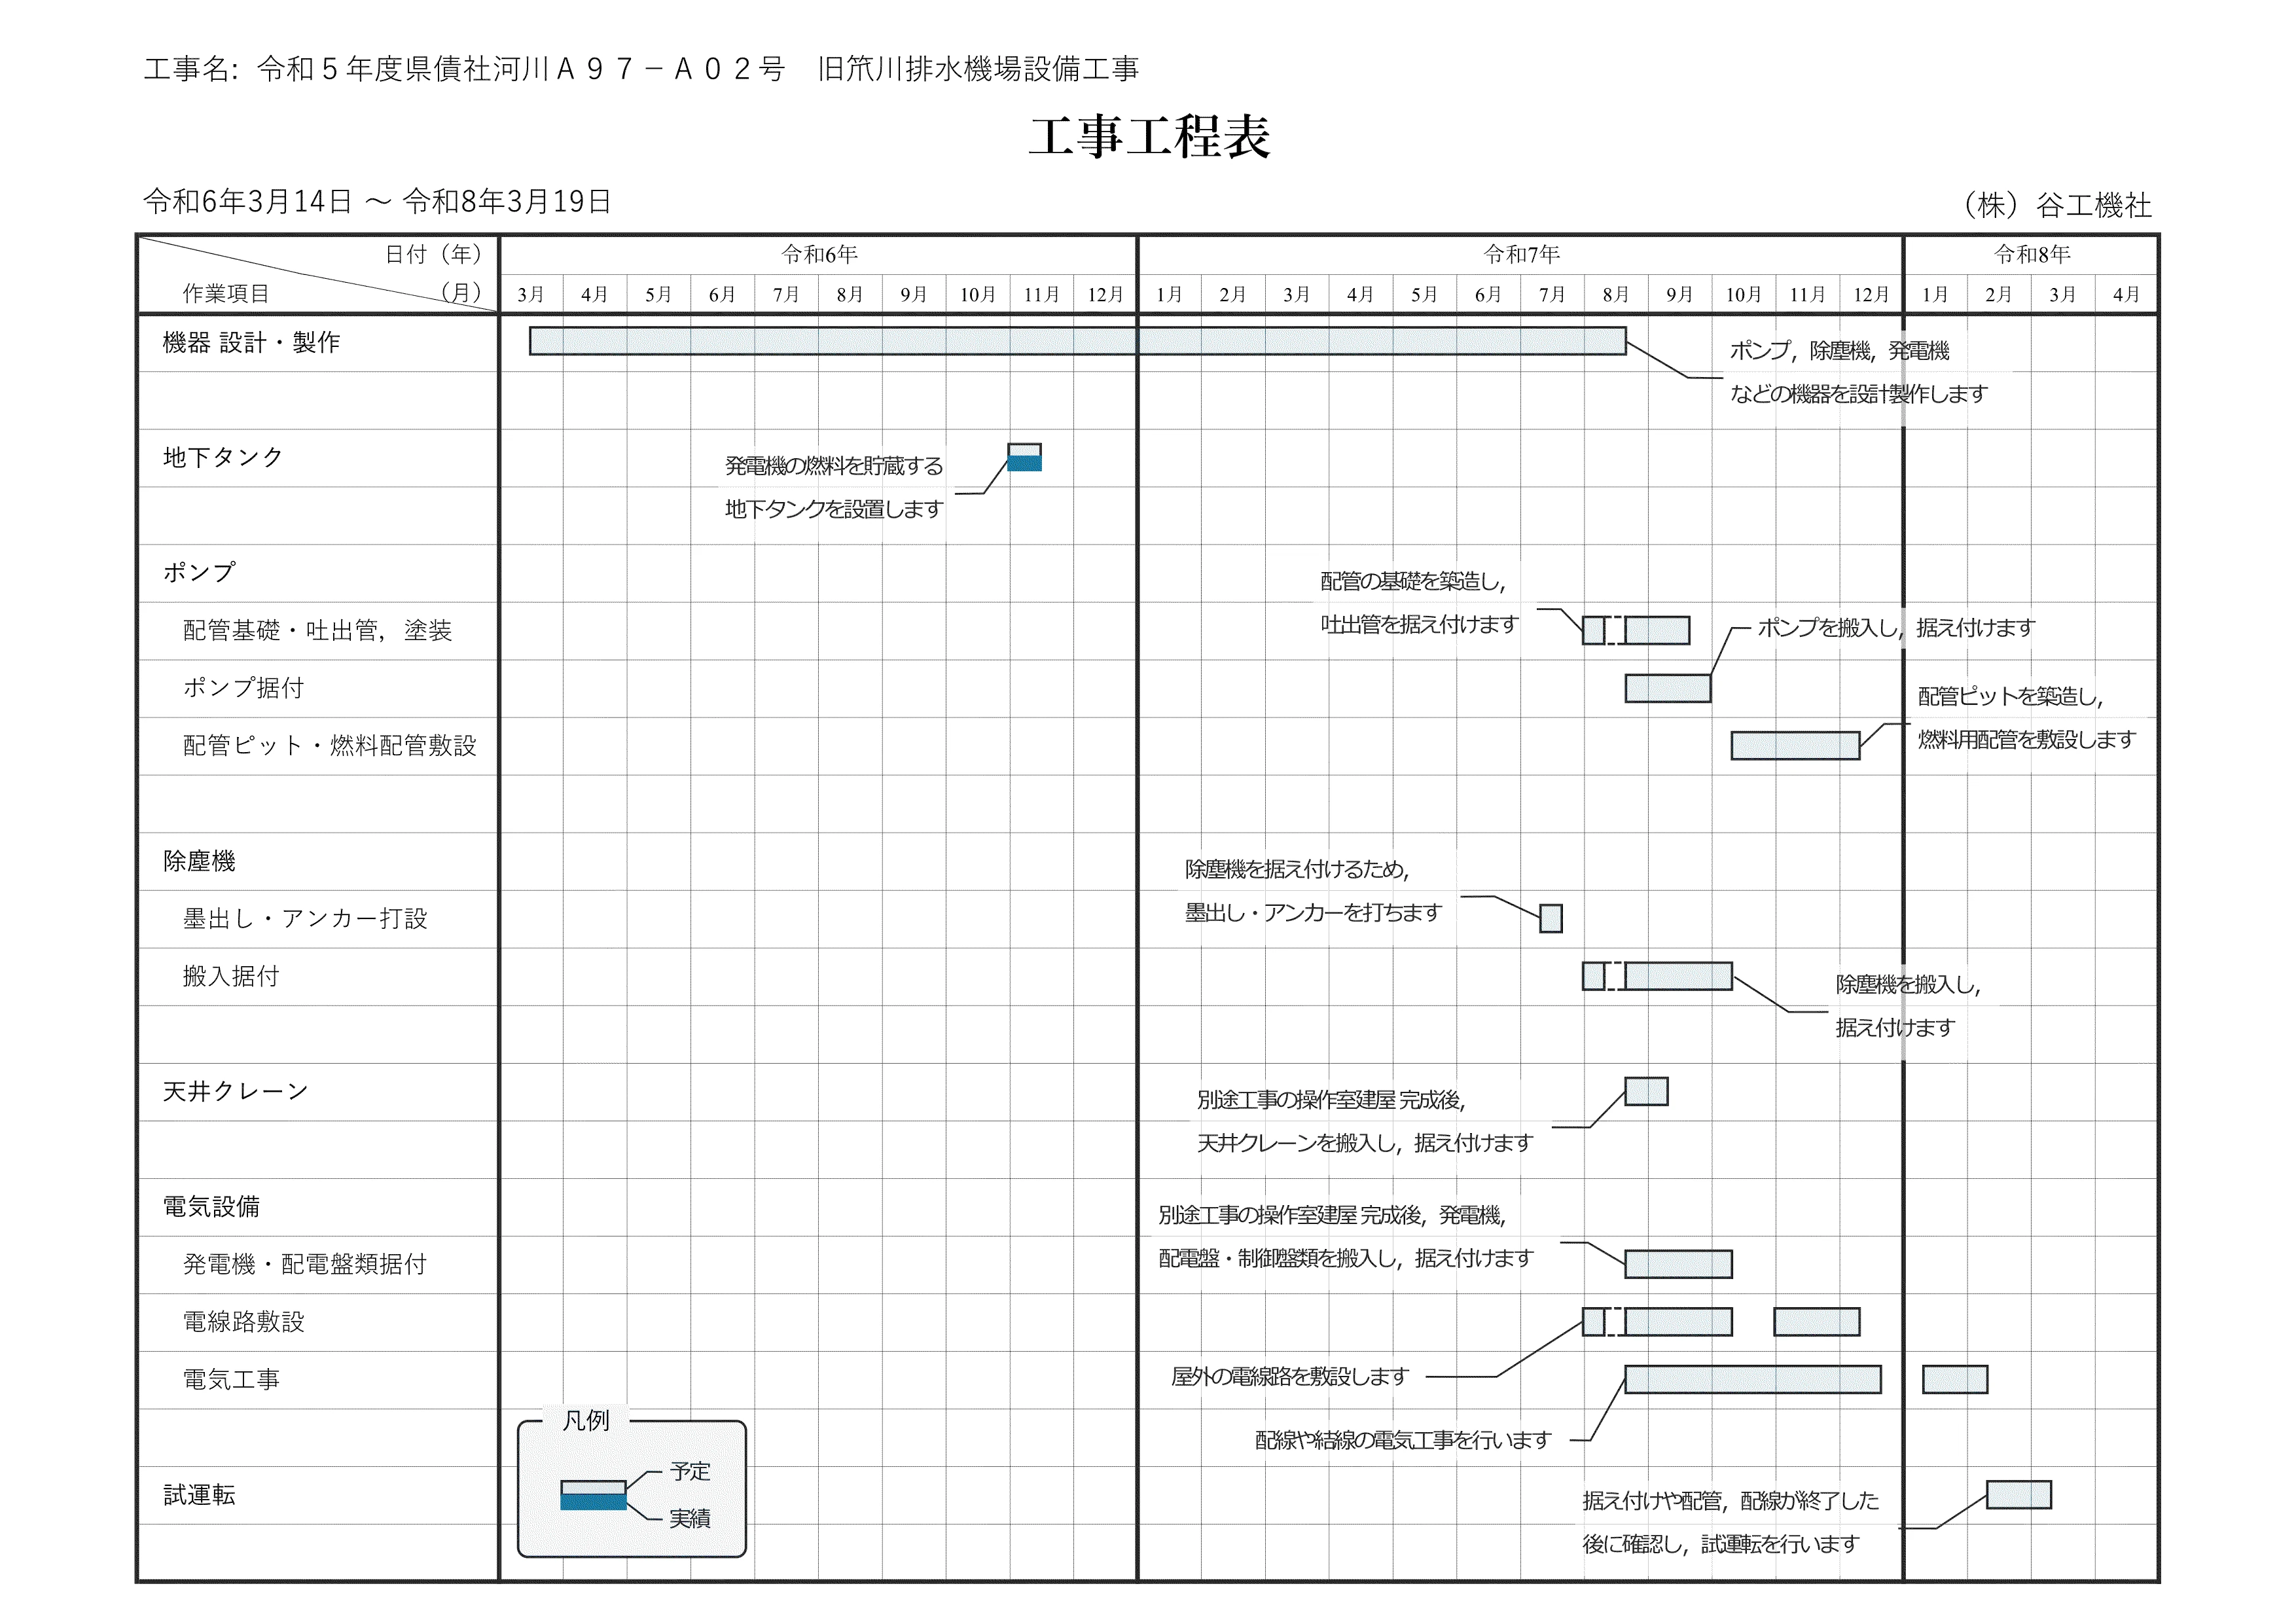 工事名: 令和５年度県債社河川Ａ９７－Ａ０２号　旧笊川排水機場設備工事
工事工程表
令和6年3月14日 ～ 令和8年3月19日
（株）谷工機社
日付（年） 令和6年 令和7年 令和8年
作業項目 （月） 3月 4月 5月 6月 7月 8月 9月 10月 11月 12月 1月 2月 3月 4月 5月 6月 7月 8月 9月 10月 11月 12月 1月 2月 3月 4月
機器 設計・製作
ポンプ，除塵機，発電機
などの機器を設計製作します
地下タンク
発電機の燃料を貯蔵する
地下タンクを設置します
ポンプ
配管の基礎を築造し，
吐出管を据え付けます
配管基礎・吐出管，塗装
ポンプを搬入し，据え付けます
ポンプ据付
配管ピットを築造し，
燃料用配管を敷設します
配管ピット・燃料配管敷設
除塵機
除塵機を据え付けるため，
墨出し・アンカーを打ちます
墨出し・アンカー打設
搬入据付
除塵機を搬入し，
据え付けます
天井クレーン
別途工事の操作室建屋 完成後，
天井クレーンを搬入し，据え付けます
電気設備
別途工事の操作室建屋 完成後，発電機，
配電盤・制御盤類を搬入し，据え付けます
発電機・配電盤類据付
電線路敷設
屋外の電線路を敷設します
電気工事
配線や結線の電気工事を行います
凡例
予定
実績
試運転
据え付けや配管，配線が終了した
後に確認し，試運転を行います